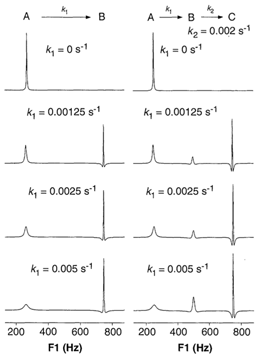 A k₁ → B
k₁ = 0 s⁻¹
k₁ = 0.00125 s⁻¹
k₁ = 0.0025 s⁻¹
k₁ = 0.005 s⁻¹
200 400 600 800
F1 (Hz)
A k₁ → B k₂ → C
k₂ = 0.002 s⁻¹
k₁ = 0 s⁻¹
k₁ = 0.00125 s⁻¹
k₁ = 0.0025 s⁻¹
k₁ = 0.005 s⁻¹
200 400 600 800
F1 (Hz)